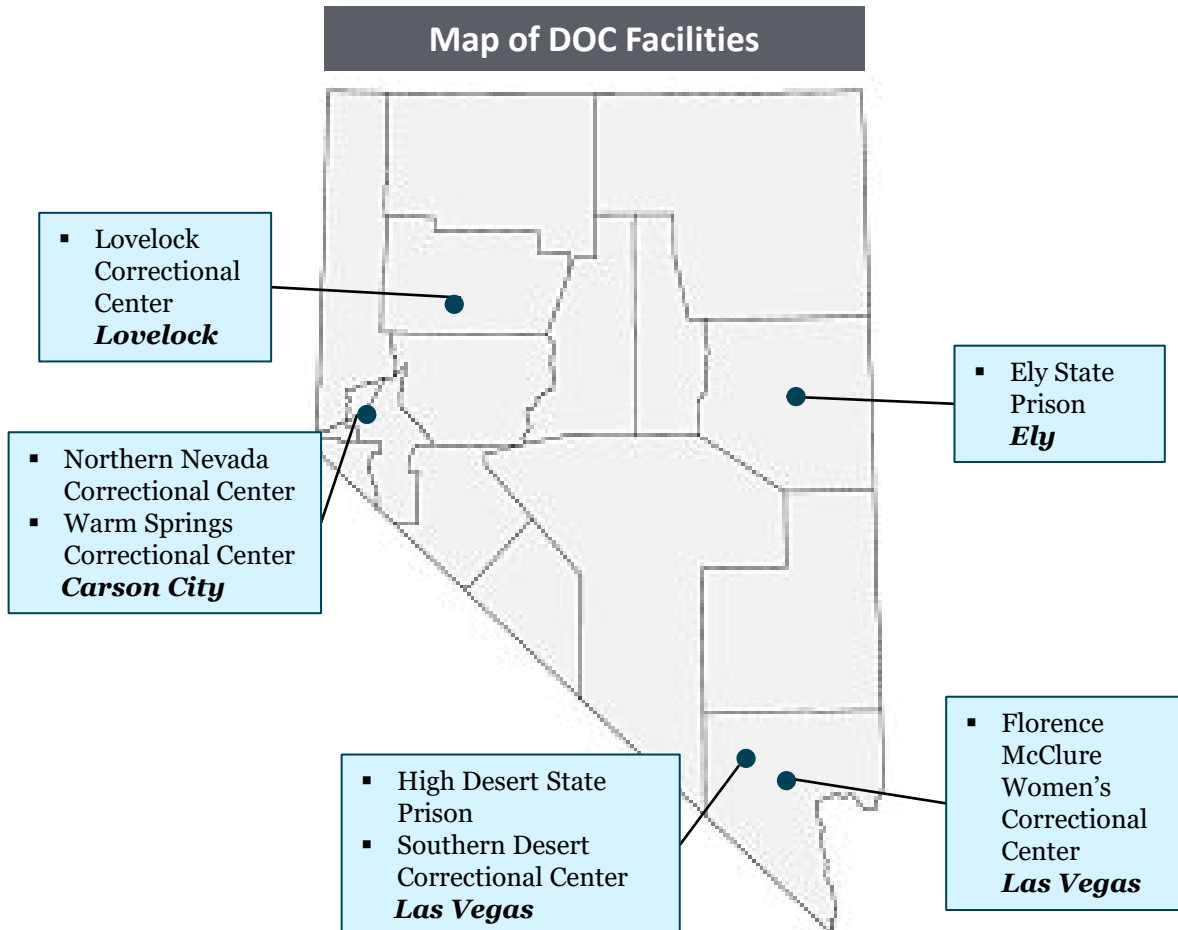 Map of DOC Facilities
▪ Lovelock
Correctional
Center
Lovelock
▪ Ely State
Prison
Ely
▪ Northern Nevada
Correctional Center
▪ Warm Springs
Correctional Center
Carson City
▪ High Desert State
Prison
▪ Southern Desert
Correctional Center
Las Vegas
▪ Florence
McClure
Women's
Correctional
Center
Las Vegas